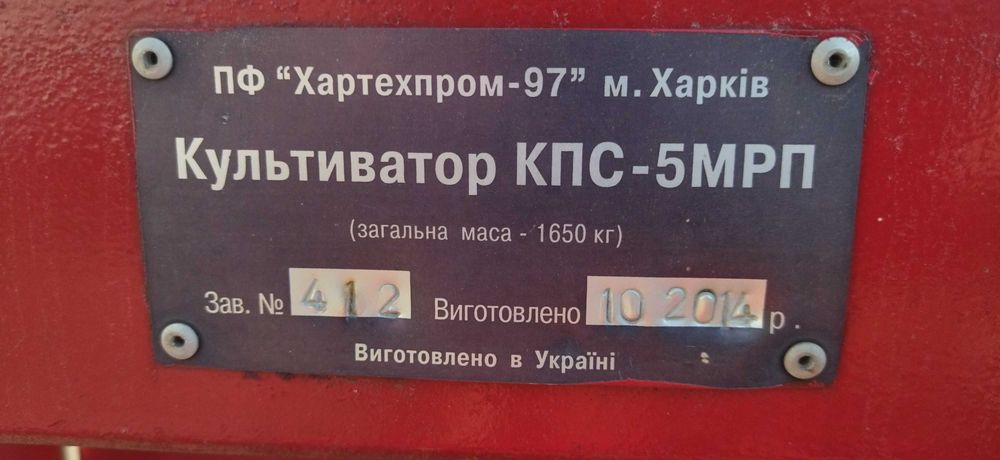 ПФ “Хартехпром-97” м. Харків
Культиватор КПС-5МРП
(загальна маса - 1650 кг)
Зав. № 412 Виготовлено 10 2014 р.
Виготовлено в Україні